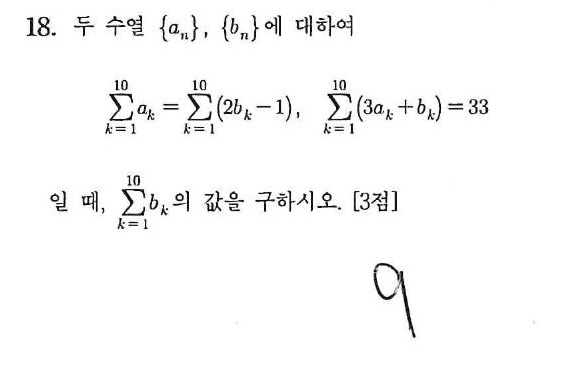 18. 두 수열 {aₙ}, {bₙ}에 대하여
$\sum_{k=1}^{10} a_k = \sum_{k=1}^{10} (2b_k - 1), \quad \sum_{k=1}^{10} (3a_k + b_k) = 33$
일 때, $\sum_{k=1}^{10} b_k$의 값을 구하시오. [3점]
9